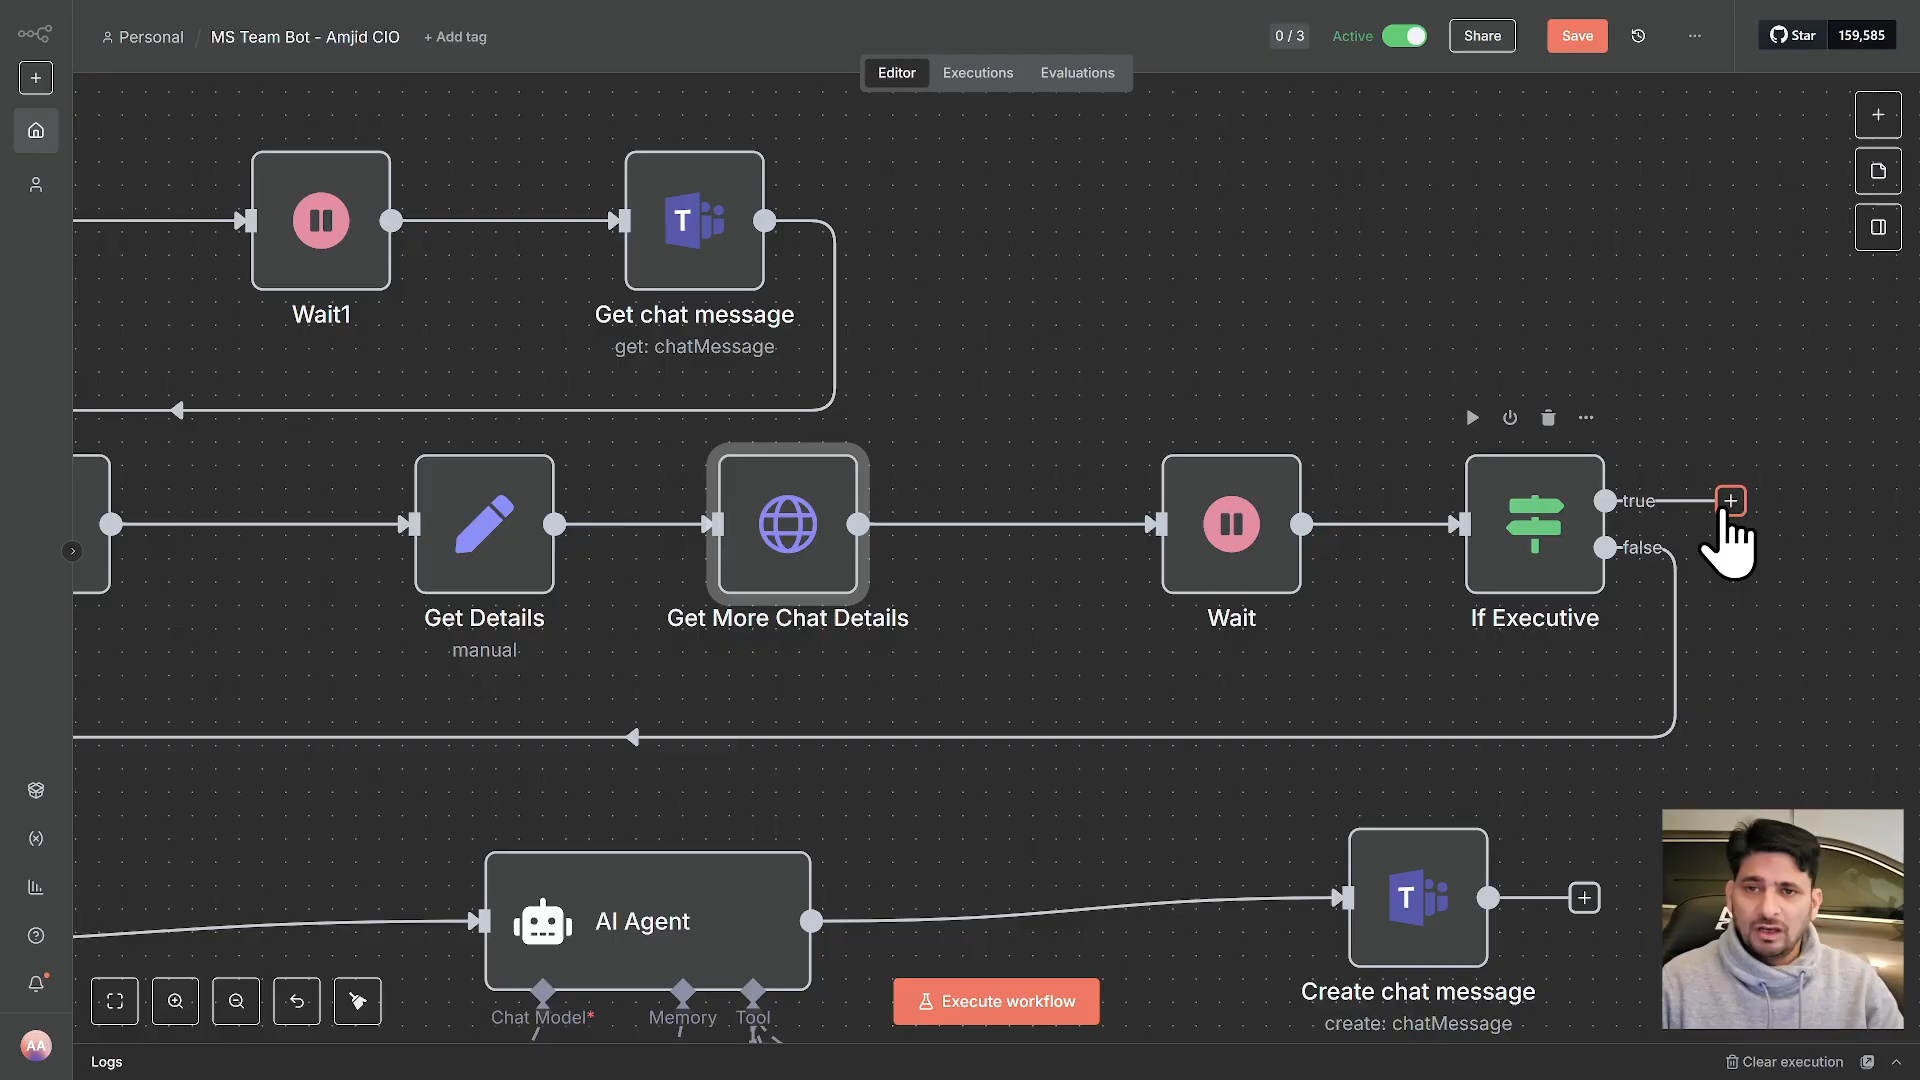 Personal / MS Team Bot - Amjid CIO + Add tag
0 / 3 Active Share Save Star 159,585
Editor Executions Evaluations
Wait1
Get chat message
get: chatMessage
true
false
Get Details
manual
Get More Chat Details
Wait
If Executive
AI Agent
Chat Model*
Memory
Tool
Create chat message
create: chatMessage
Execute workflow
AA
Logs
Clear execution